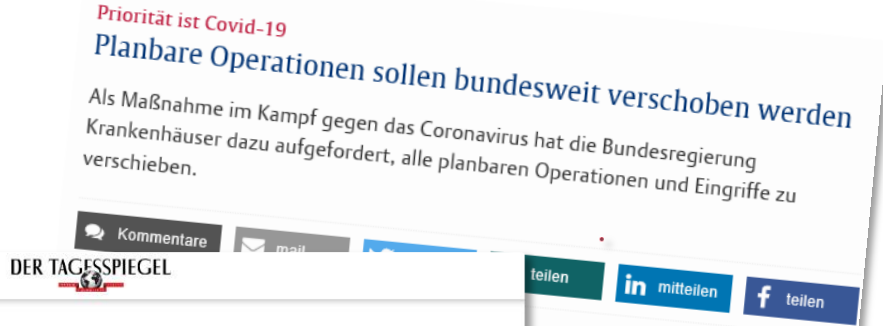 Priorität ist Covid-19
Planbare Operationen sollen bundesweit verschoben werden
Als Maßnahme im Kampf gegen das Coronavirus hat die Bundesregierung
Krankenhäuser dazu aufgefordert, alle planbaren Operationen und Eingriffe zu
verschieben.
Kommentare
mail
teilen
mitteilen
teilen
DER TAGESSPIEGEL